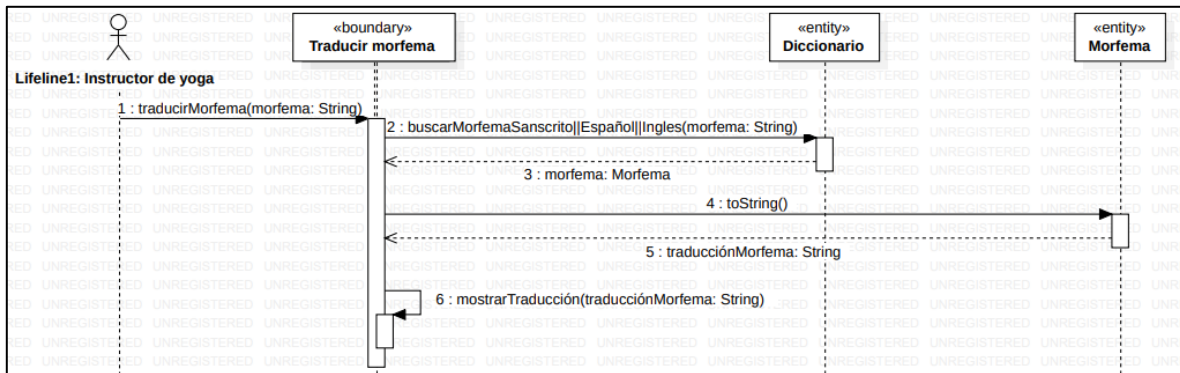 «boundary»
Traducir morfema
«entity»
Diccionario
«entity»
Morfema
Lifeline1: Instructor de yoga
1 : traducirMorfema(morfema: String)
2 : buscarMorfemaSanscrito||Español||Ingles(morfema: String)
3 : morfema: Morfema
4 : toString()
5 : traducciónMorfema: String
6 : mostrarTraducción(traducciónMorfema: String)
UNREGISTERED